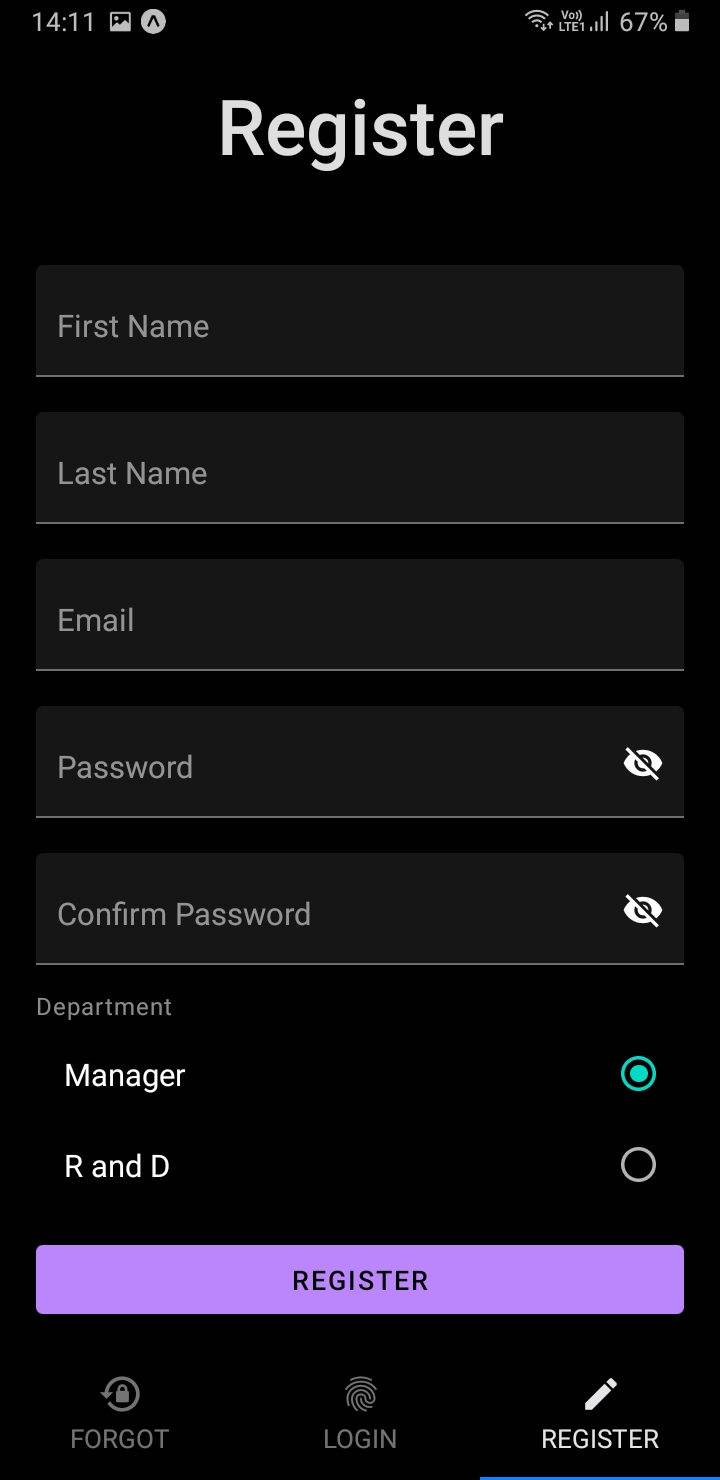 14:11 Vo)) LTE1 67%
Register
First Name
Last Name
Email
Password
Confirm Password
Department
Manager
R and D
REGISTER
FORGOT LOGIN REGISTER